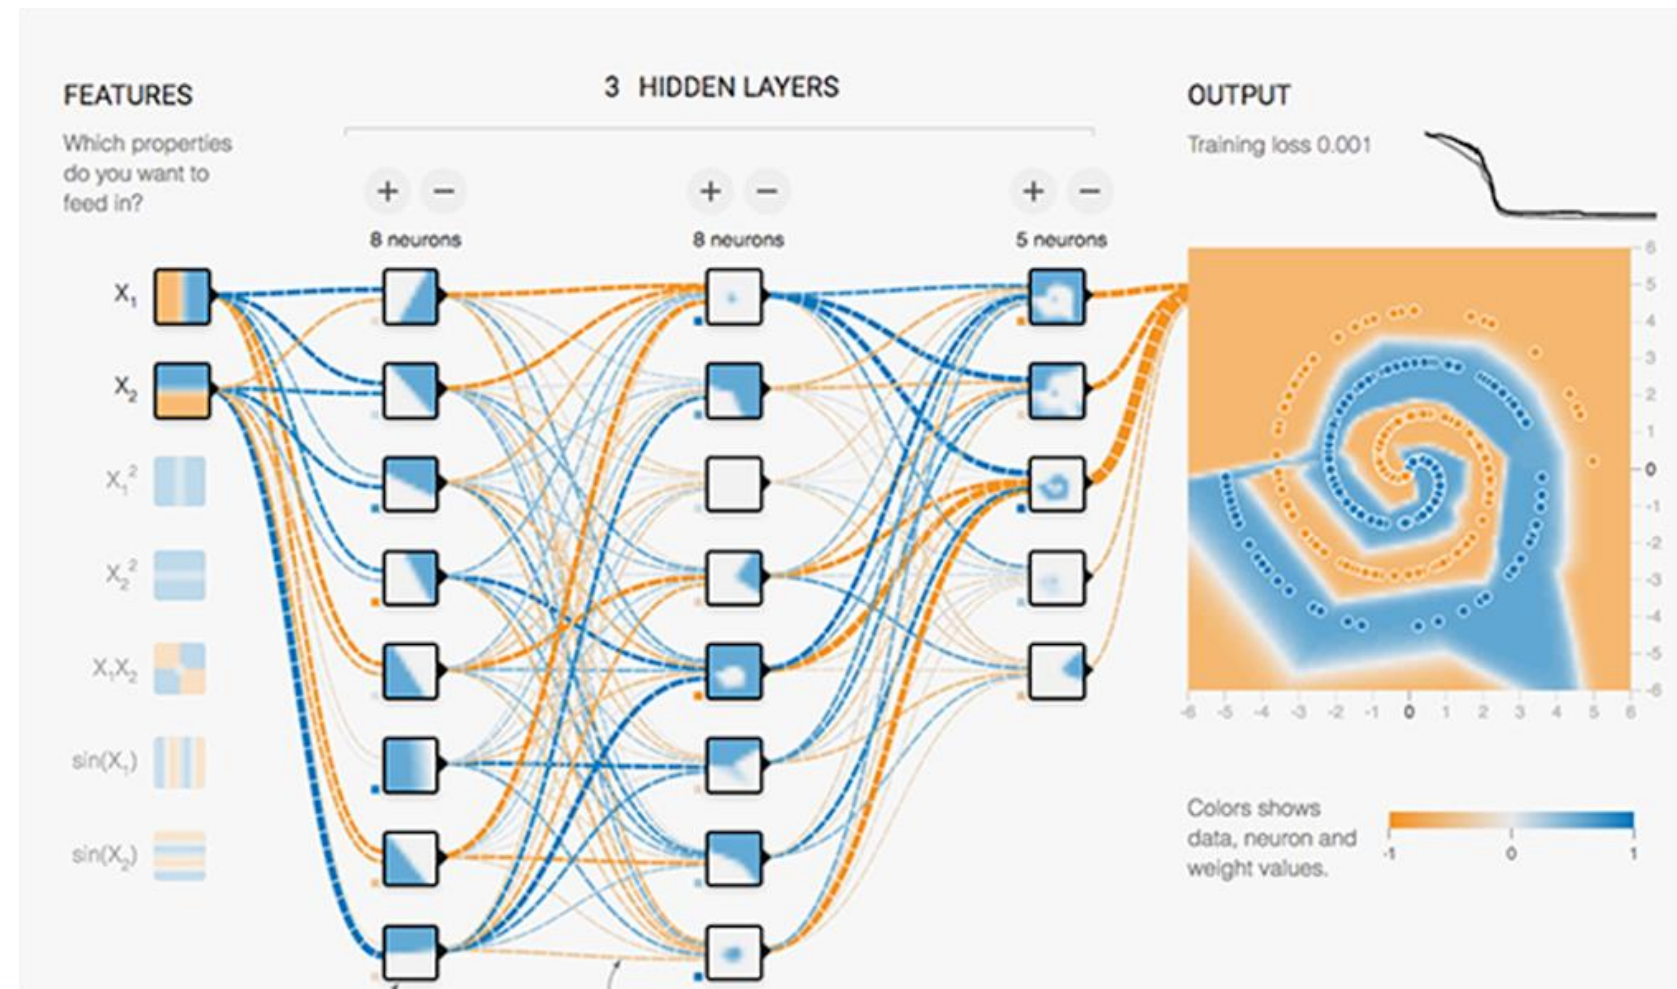 FEATURES
Which properties
do you want to
feed in?
X₁
X₂
X₁²
X₂²
X₁X₂
sin(X₁)
sin(X₂)
3 HIDDEN LAYERS
+ −
8 neurons
+ −
8 neurons
+ −
5 neurons
OUTPUT
Training loss 0.001
6
5
4
3
2
1
0
-1
-2
-3
-4
-5
-6
-6 -5 -4 -3 -2 -1 0 1 2 3 4 5 6
Colors shows
data, neuron and
weight values.
-1 0 1